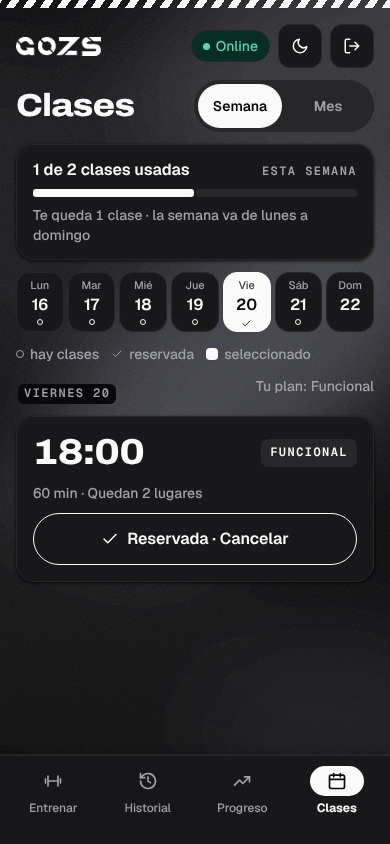 GOZS
Online
Clases
Semana
Mes
1 de 2 clases usadas
ESTA SEMANA
Te queda 1 clase · la semana va de lunes a
domingo
Lun Mar Mié Jue Vie Sáb Dom
16 17 18 19 20 21 22
hay clases reservada seleccionado
VIERNES 20
Tu plan: Funcional
18:00
FUNCIONAL
60 min · Quedan 2 lugares
Reservada · Cancelar
Entrenar Historial Progreso Clases